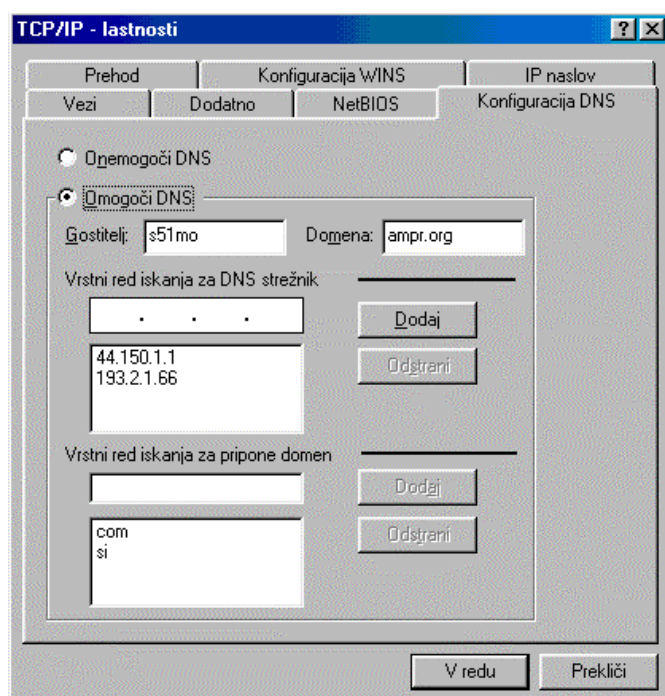 TCP/IP - lastnosti
Prehod Konfiguracija WINS IP naslov
Vezi Dodatno NetBIOS Konfiguracija DNS
Onemogoči DNS
Omogoči DNS
Gostitelj: s51mo Domena: ampr.org
Vrstni red iskanja za DNS strežnik
. . . Dodaj
44.150.1.1 Odstrani
193.2.1.66
Vrstni red iskanja za pripone domen
Dodaj
com Odstrani
si
V redu Prekliči